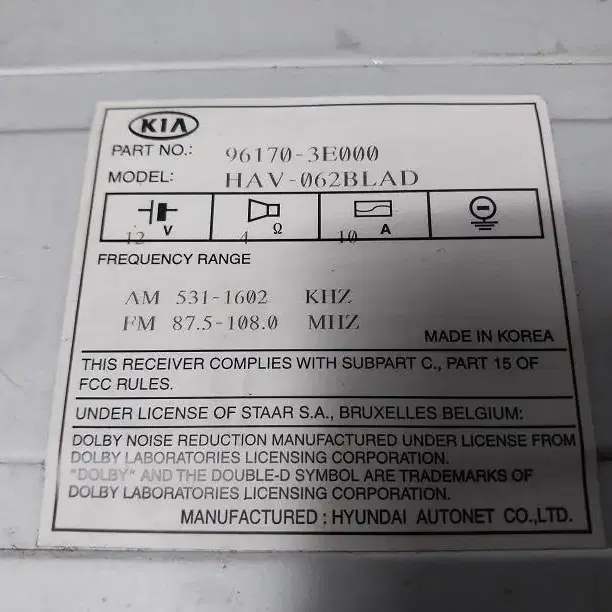 KIA
PART NO.: 96170-3E000
MODEL: HAV-062BLAD
12 V 4 Ω 10 A
FREQUENCY RANGE
AM 531-1602 KHZ
FM 87.5-108.0 MHZ
MADE IN KOREA
THIS RECEIVER COMPLIES WITH SUBPART C., PART 15 OF
FCC RULES.
UNDER LICENSE OF STAAR S.A., BRUXELLES BELGIUM:
DOLBY NOISE REDUCTION MANUFACTURED UNDER LICENSE FROM
DOLBY LABORATORIES LICENSING CORPORATION.
"DOLBY" AND THE DOUBLE-D SYMBOL ARE TRADEMARKS OF
DOLBY LABORATORIES LICENSING CORPORATION.
MANUFACTURED : HYUNDAI AUTONET CO.,LTD.